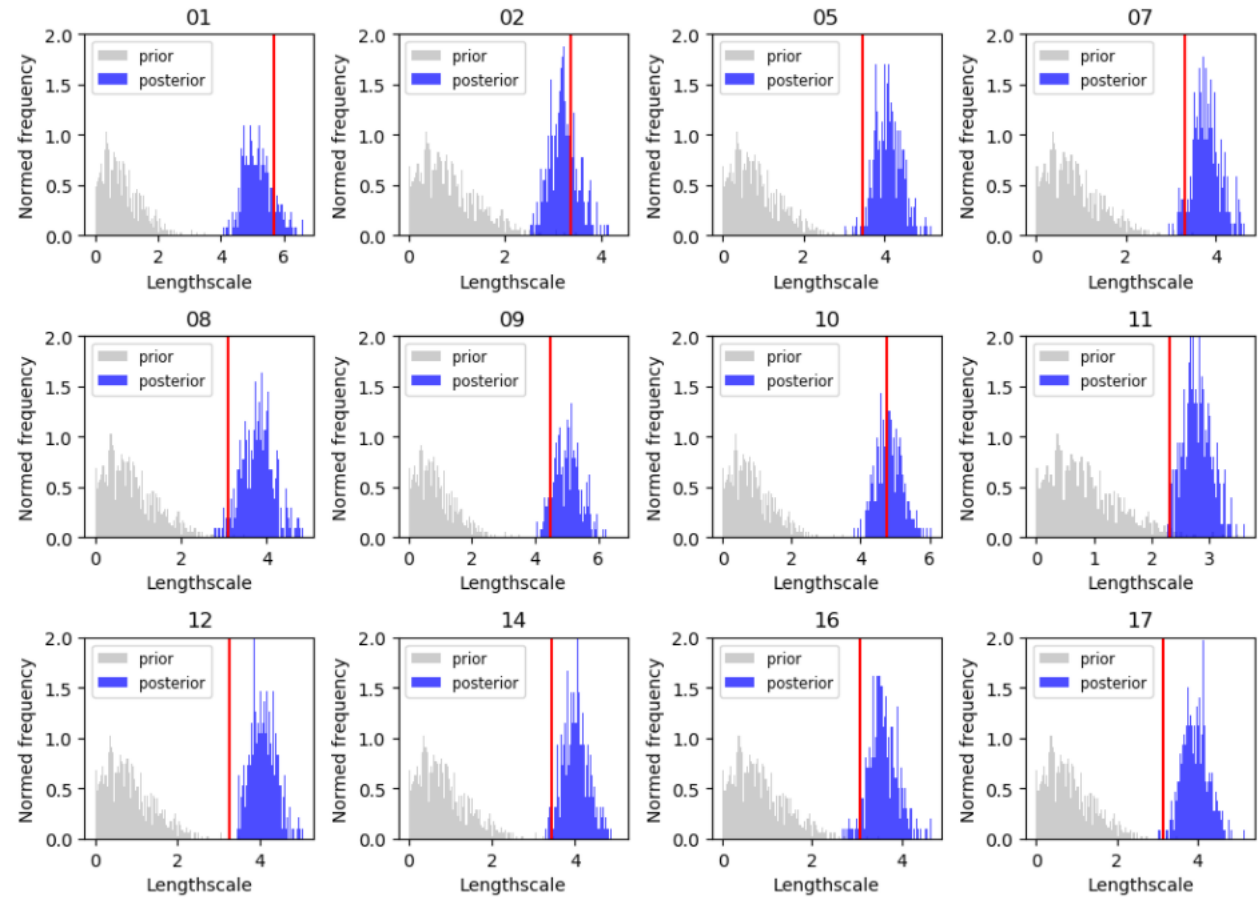 01 02 05 07
2.0 2.0 2.0 2.0
prior prior prior prior
posterior posterior posterior posterior
1.5 1.5 1.5 1.5
1.0 1.0 1.0 1.0
0.5 0.5 0.5 0.5
0.0 0.0 0.0 0.0
Normed frequency Normed frequency Normed frequency Normed frequency
0 2 4 6 0 2 4 0 2 4 0 2 4
Lengthscale Lengthscale Lengthscale Lengthscale
08 09 10 11
2.0 2.0 2.0 2.0
prior prior prior prior
posterior posterior posterior posterior
1.5 1.5 1.5 1.5
1.0 1.0 1.0 1.0
0.5 0.5 0.5 0.5
0.0 0.0 0.0 0.0
Normed frequency Normed frequency Normed frequency Normed frequency
0 2 4 0 2 4 6 0 2 4 6 0 1 2 3
Lengthscale Lengthscale Lengthscale Lengthscale
12 14 16 17
2.0 2.0 2.0 2.0
prior prior prior prior
posterior posterior posterior posterior
1.5 1.5 1.5 1.5
1.0 1.0 1.0 1.0
0.5 0.5 0.5 0.5
0.0 0.0 0.0 0.0
Normed frequency Normed frequency Normed frequency Normed frequency
0 2 4 0 2 4 0 2 4 0 2 4
Lengthscale Lengthscale Lengthscale Lengthscale